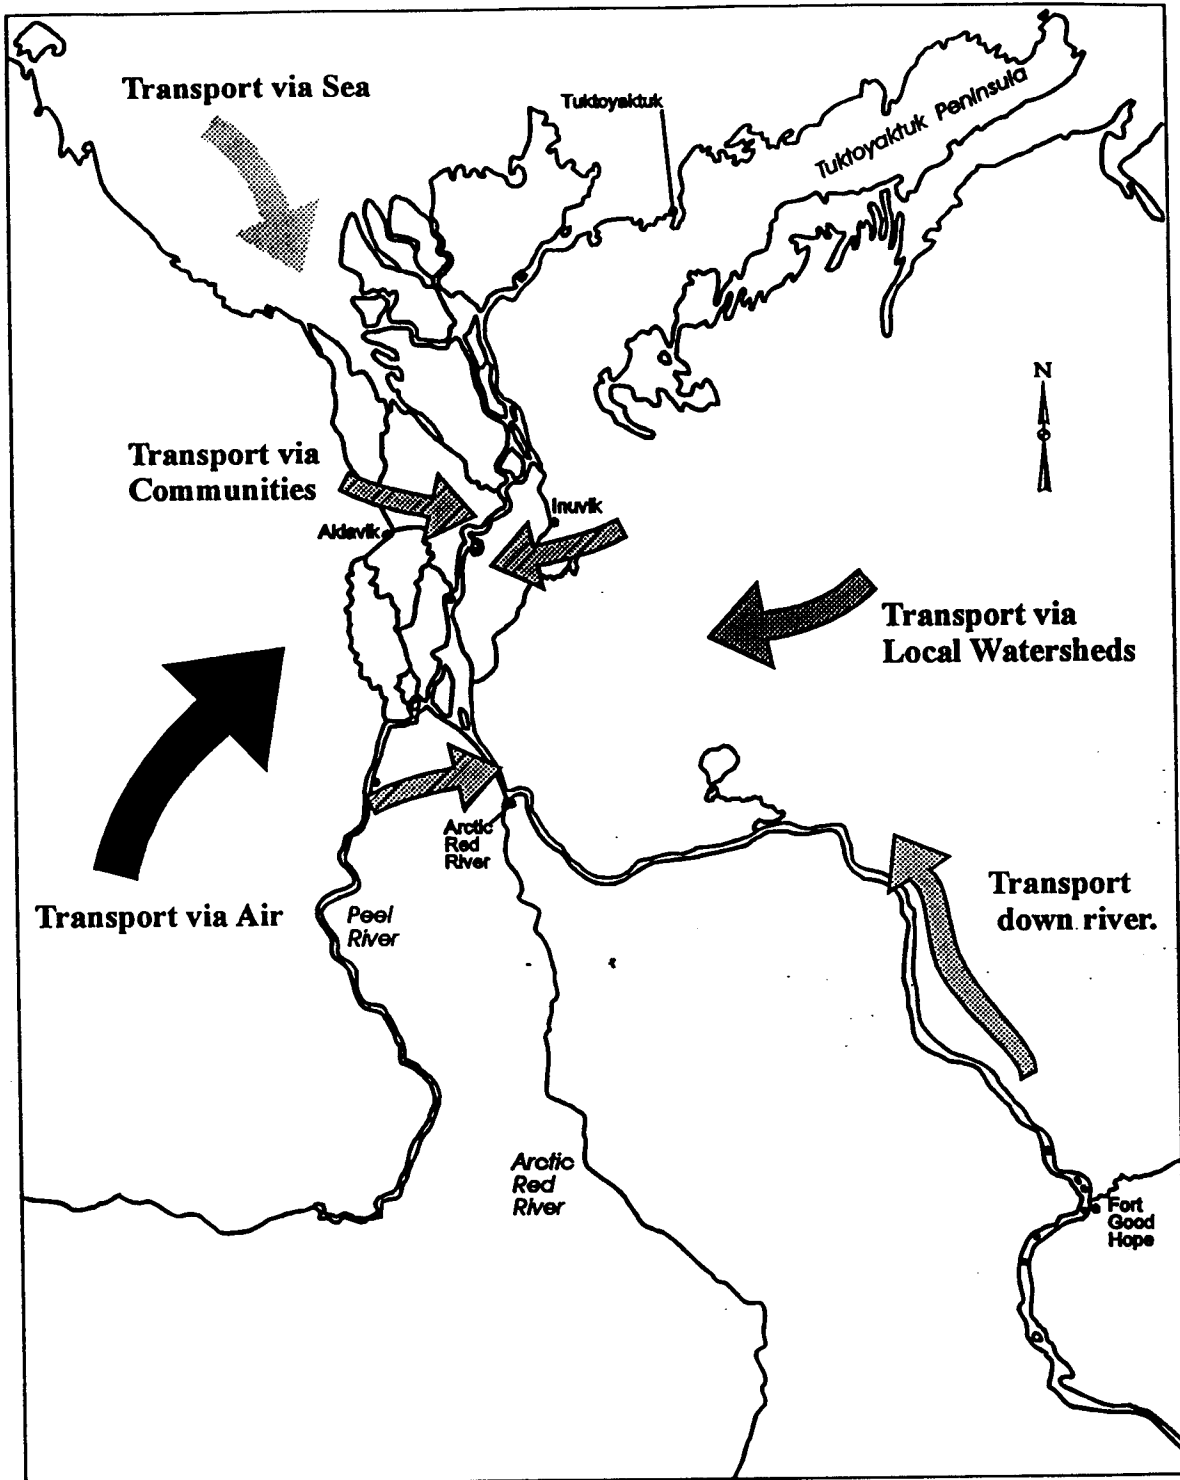 Transport via Sea
Tuktoyaktuk
Tuktoyaktuk Peninsula
N
Transport via
Communities
Inuvik
Aklavik
Transport via
Local Watersheds
Arctic
Red
River
Transport via Air
Peel
River
Transport
down river.
Arctic
Red
River
Fort
Good
Hope